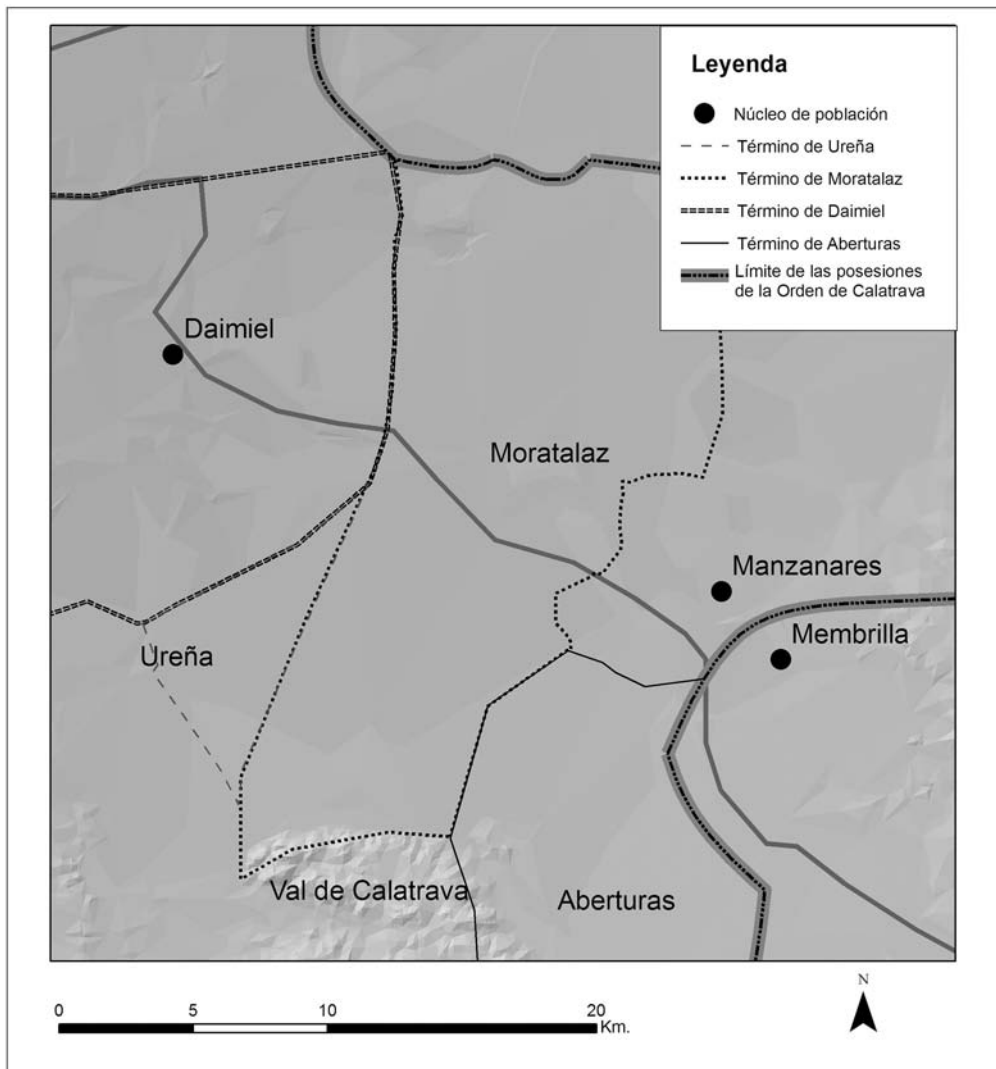 Leyenda
Núcleo de población
Término de Ureña
Término de Moratalaz
Término de Daimiel
Término de Aberturas
Límite de las posesiones
de la Orden de Calatrava
Daimiel
Moratalaz
Manzanares
Membrilla
Ureña
Val de Calatrava
Aberturas
0 5 10 20
Km.
N